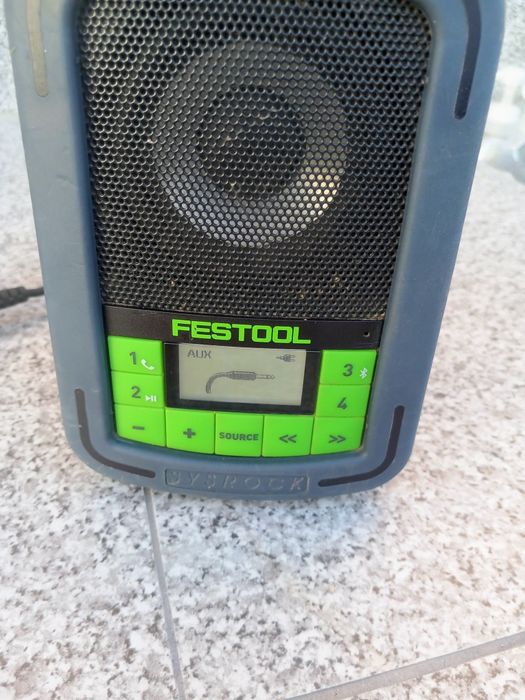 FESTOOL
AUX
1
3
2
4
- + SOURCE << >>
SYSROCK